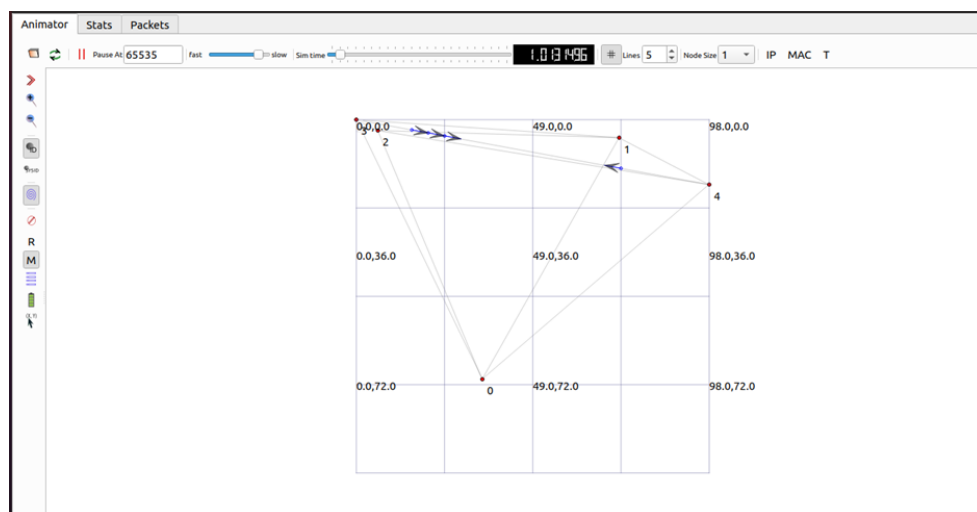 Animator Stats Packets
Pause At 65535 fast slow Sim time 1.0131496 Lines 5 Node Size 1 IP MAC T
0.0,0.0 49.0,0.0 98.0,0.0
3 2 1
4
R
M
0.0,36.0 49.0,36.0 98.0,36.0
0.0,72.0 49.0,72.0 98.0,72.0
0